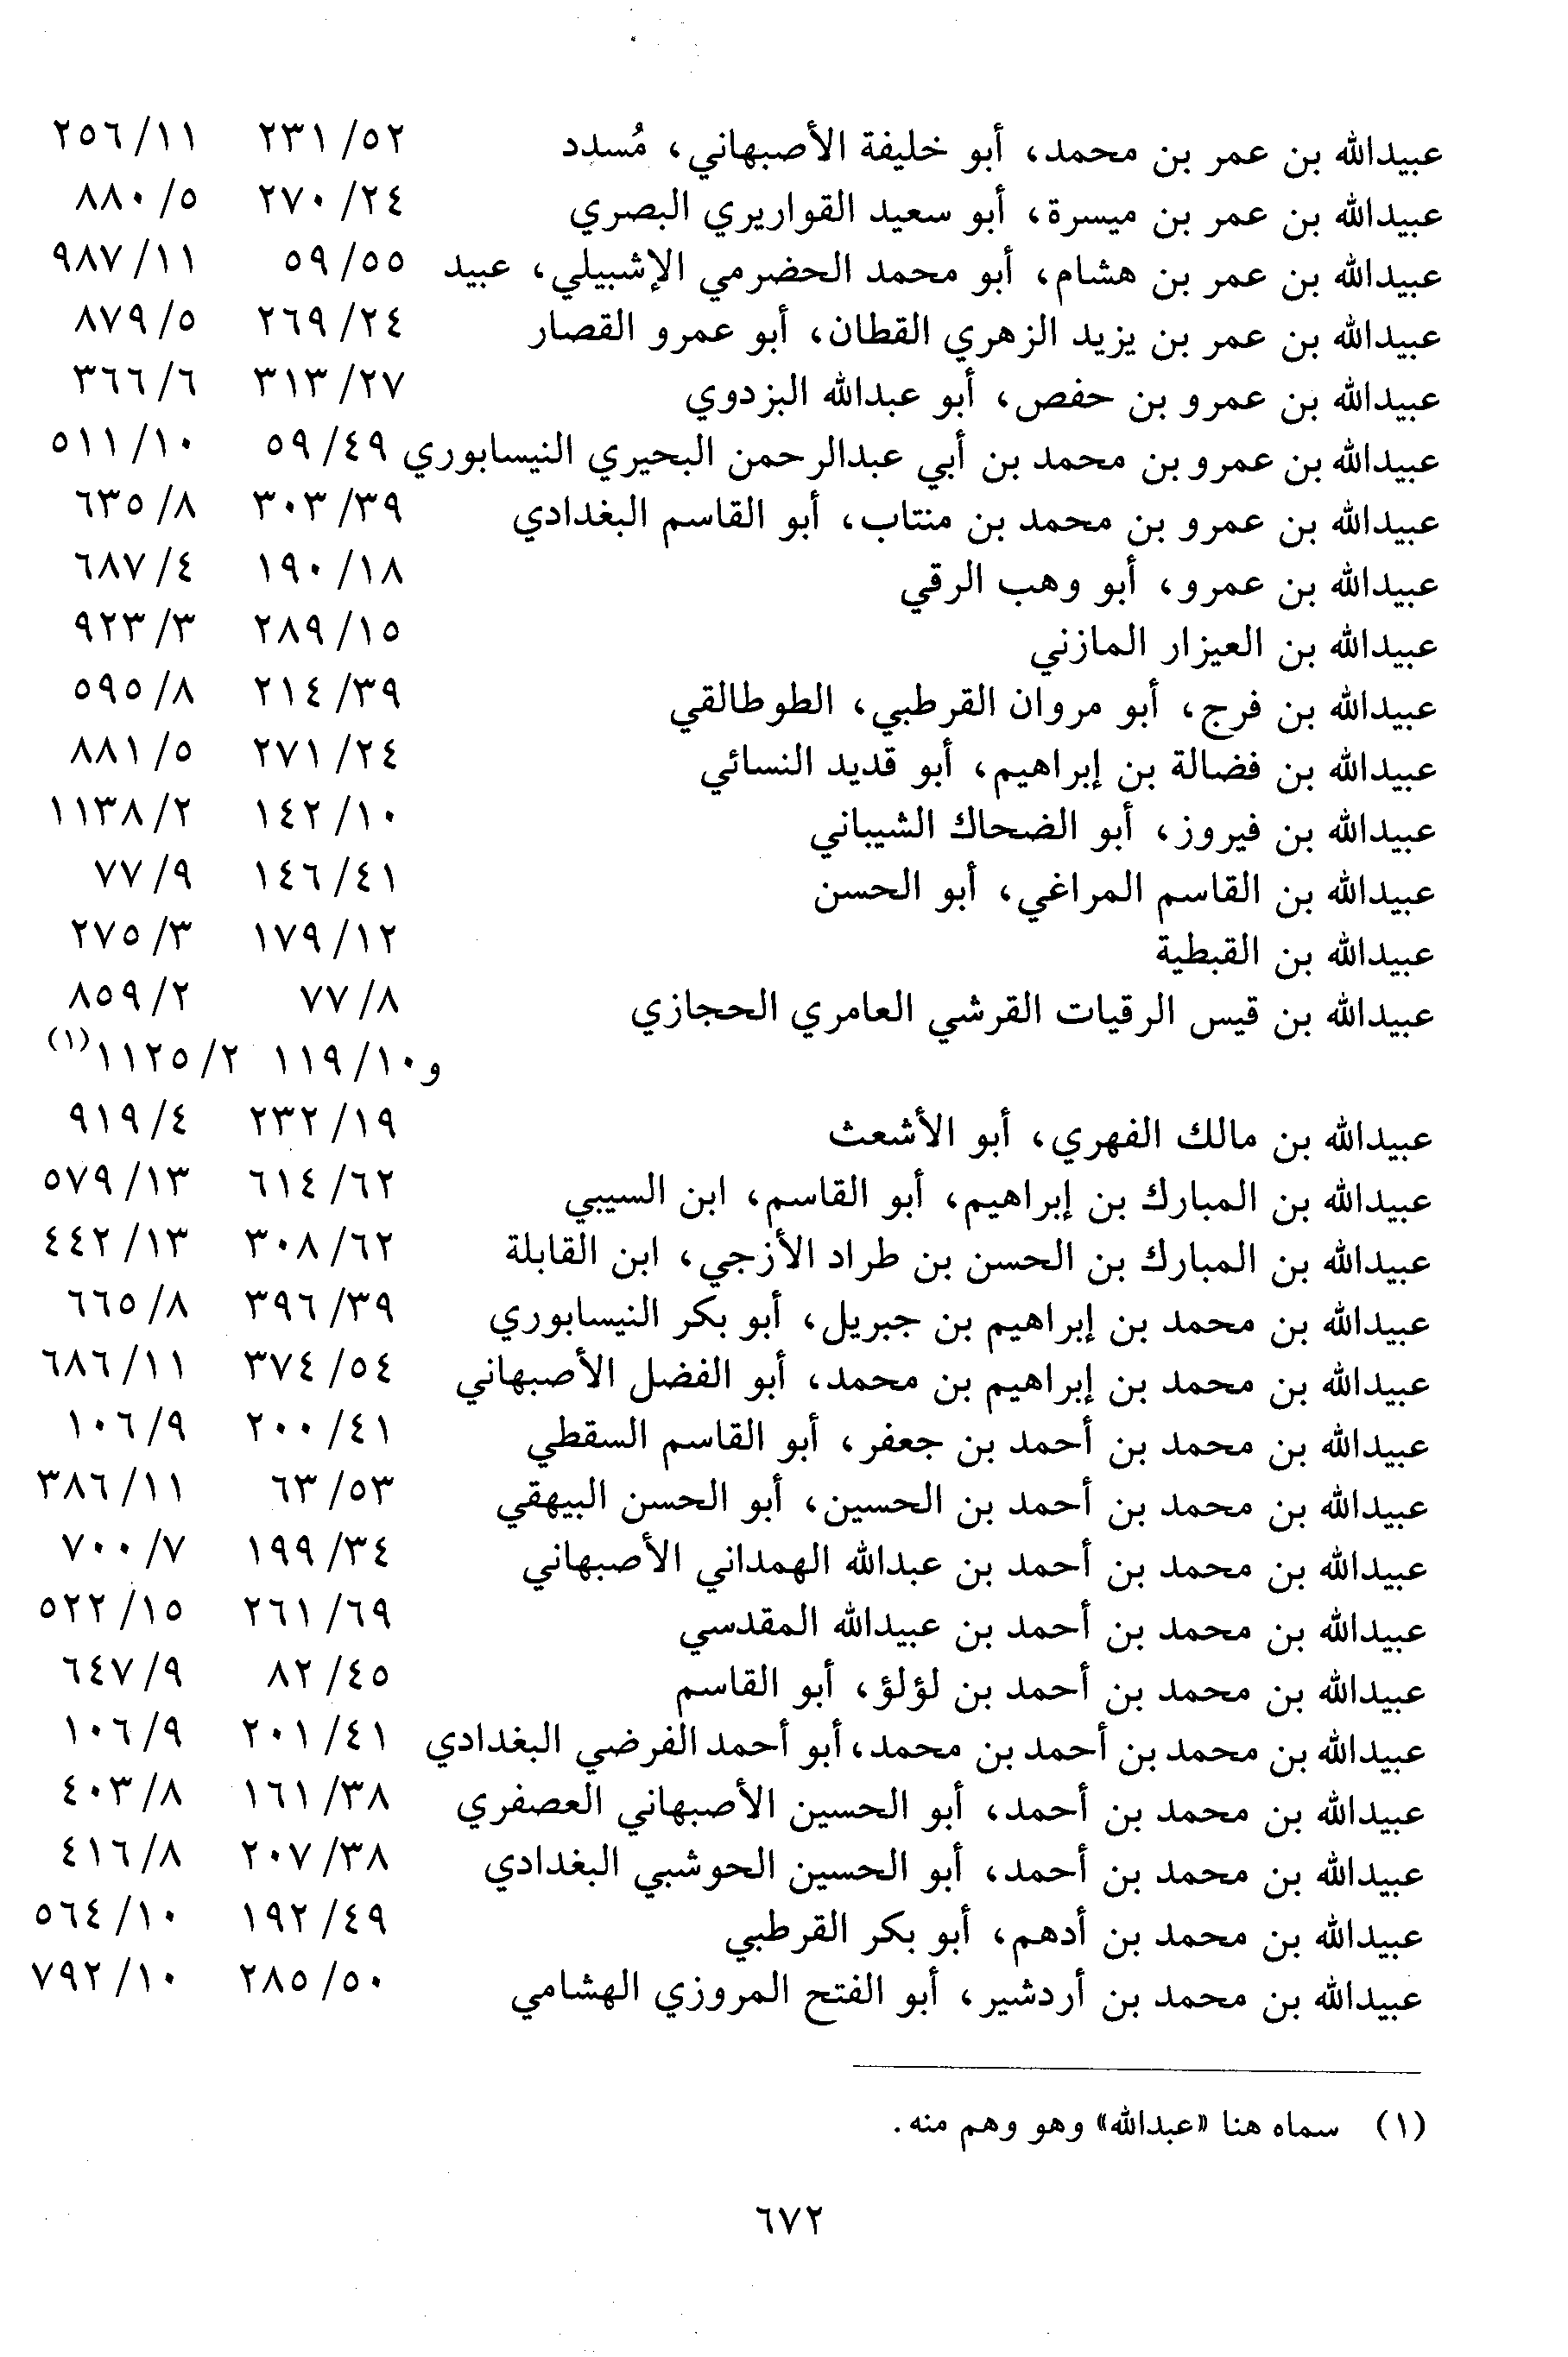 عبيدالله بن عمر بن محمد، أبو خليفة الأصبهاني، مُسدد ٥٢/ ٢٣١ ١١/ ٢٥٦
عبيدالله بن عمر بن ميسرة، أبو سعيد القواريري البصري ٢٤/ ٢٧٠ ٥/ ٨٨٠
عبيدالله بن عمر بن هشام، أبو محمد الحضرمي الإشبيلي، عبيد ٥٥/ ٥٩ ١١/ ٩٨٧
عبيدالله بن عمر بن يزيد الزهري القطان، أبو عمرو القصار ٢٤/ ٢٦٩ ٥/ ٨٧٩
عبيدالله بن عمرو بن حفص، أبو عبدالله البزدوي ٢٧/ ٣١٣ ٦/ ٣٦٦
عبيدالله بن عمرو بن محمد بن أبي عبدالرحمن البحيري النيسابوري ٤٩/ ٥٩ ١٠/ ٥١١
عبيدالله بن عمرو بن محمد بن منتاب، أبو القاسم البغدادي ٣٩/ ٣٠٣ ٨/ ٦٣٥
عبيدالله بن عمرو، أبو وهب الرقي ١٨/ ١٩٠ ٤/ ٦٨٧
عبيدالله بن العيزار المازني ١٥/ ٢٨٩ ٣/ ٩٢٣
عبيدالله بن فرج، أبو مروان القرطبي، الطوطالقي ٣٩/ ٢١٤ ٨/ ٥٩٥
عبيدالله بن فضالة بن إبراهيم، أبو قديد النسائي ٢٤/ ٢٧١ ٥/ ٨٨١
عبيدالله بن فيروز، أبو الضحاك الشيباني ١٠/ ١٤٢ ٢/ ١١٣٨
عبيدالله بن القاسم المراغي، أبو الحسن ٤١/ ١٤٦ ٩/ ٧٧
عبيدالله بن القبطية ١٢/ ١٧٩ ٣/ ٢٧٥
عبيدالله بن قيس الرقيات القرشي العامري الحجازي ٨/ ٧٧ ٢/ ٨٥٩
و١٠/ ١١٩ ٢/ ١١٢٥(١)
عبيدالله بن مالك الفهري، أبو الأشعث ١٩/ ٢٣٢ ٤/ ٩١٩
عبيدالله بن المبارك بن إبراهيم، أبو القاسم، ابن السيبي ٦٢/ ٦١٤ ١٣/ ٥٧٩
عبيدالله بن المبارك بن الحسن بن طراد الأزجي، ابن القابلة ٦٢/ ٣٠٨ ١٣/ ٤٤٢
عبيدالله بن محمد بن إبراهيم بن جبريل، أبو بكر النيسابوري ٣٩/ ٣٩٦ ٨/ ٦٦٥
عبيدالله بن محمد بن إبراهيم بن محمد، أبو الفضل الأصبهاني ٥٤/ ٣٧٤ ١١/ ٦٨٦
عبيدالله بن محمد بن أحمد بن جعفر، أبو القاسم السقطي ٤١/ ٢٠٠ ٩/ ١٠٦
عبيدالله بن محمد بن أحمد بن الحسين، أبو الحسن البيهقي ٥٣/ ٦٣ ١١/ ٣٨٦
عبيدالله بن محمد بن أحمد بن عبدالله الهمداني الأصبهاني ٣٤/ ١٩٩ ٧/ ٧٠٠
عبيدالله بن محمد بن أحمد بن عبيدالله المقدسي ٦٩/ ٢٦١ ١٥/ ٥٢٢
عبيدالله بن محمد بن أحمد بن لؤلؤ، أبو القاسم ٤٥/ ٨٢ ٩/ ٦٤٧
عبيدالله بن محمد بن أحمد بن محمد، أبو أحمد الفرضي البغدادي ٤١/ ٢٠١ ٩/ ١٠٦
عبيدالله بن محمد بن أحمد، أبو الحسين الأصبهاني العصفري ٣٨/ ١٦١ ٨/ ٤٠٣
عبيدالله بن محمد بن أحمد، أبو الحسين الحوشبي البغدادي ٣٨/ ٢٠٧ ٨/ ٤١٦
عبيدالله بن محمد بن أدهم، أبو بكر القرطبي ٤٩/ ١٩٢ ١٠/ ٥٦٤
عبيدالله بن محمد بن أردشير، أبو الفتح المروزي الهشامي ٥٠/ ٢٨٥ ١٠/ ٧٩٢
(١) سماه هنا «عبدالله» وهو وهم منه.
٦٧٢